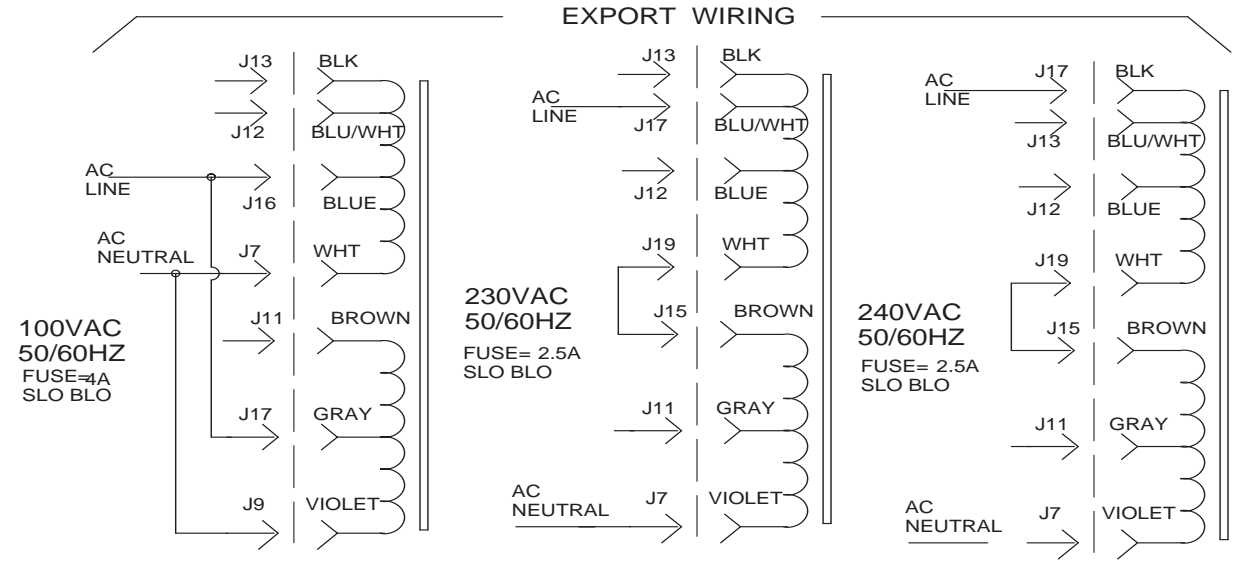 EXPORT WIRING
J13
BLK
J12
BLU/WHT
AC
LINE
J16
BLUE
AC
NEUTRAL
J7
WHT
J11
BROWN
100VAC
50/60HZ
FUSE=4A
SLO BLO
J17
GRAY
J9
VIOLET
J13
BLK
AC
LINE
J17
BLU/WHT
J12
BLUE
J19
WHT
230VAC
50/60HZ
FUSE= 2.5A
SLO BLO
J15
BROWN
J11
GRAY
AC
NEUTRAL
J7
VIOLET
AC
LINE
J17
BLK
J13
BLU/WHT
J12
BLUE
J19
WHT
240VAC
50/60HZ
FUSE= 2.5A
SLO BLO
J15
BROWN
J11
GRAY
AC
NEUTRAL
J7
VIOLET